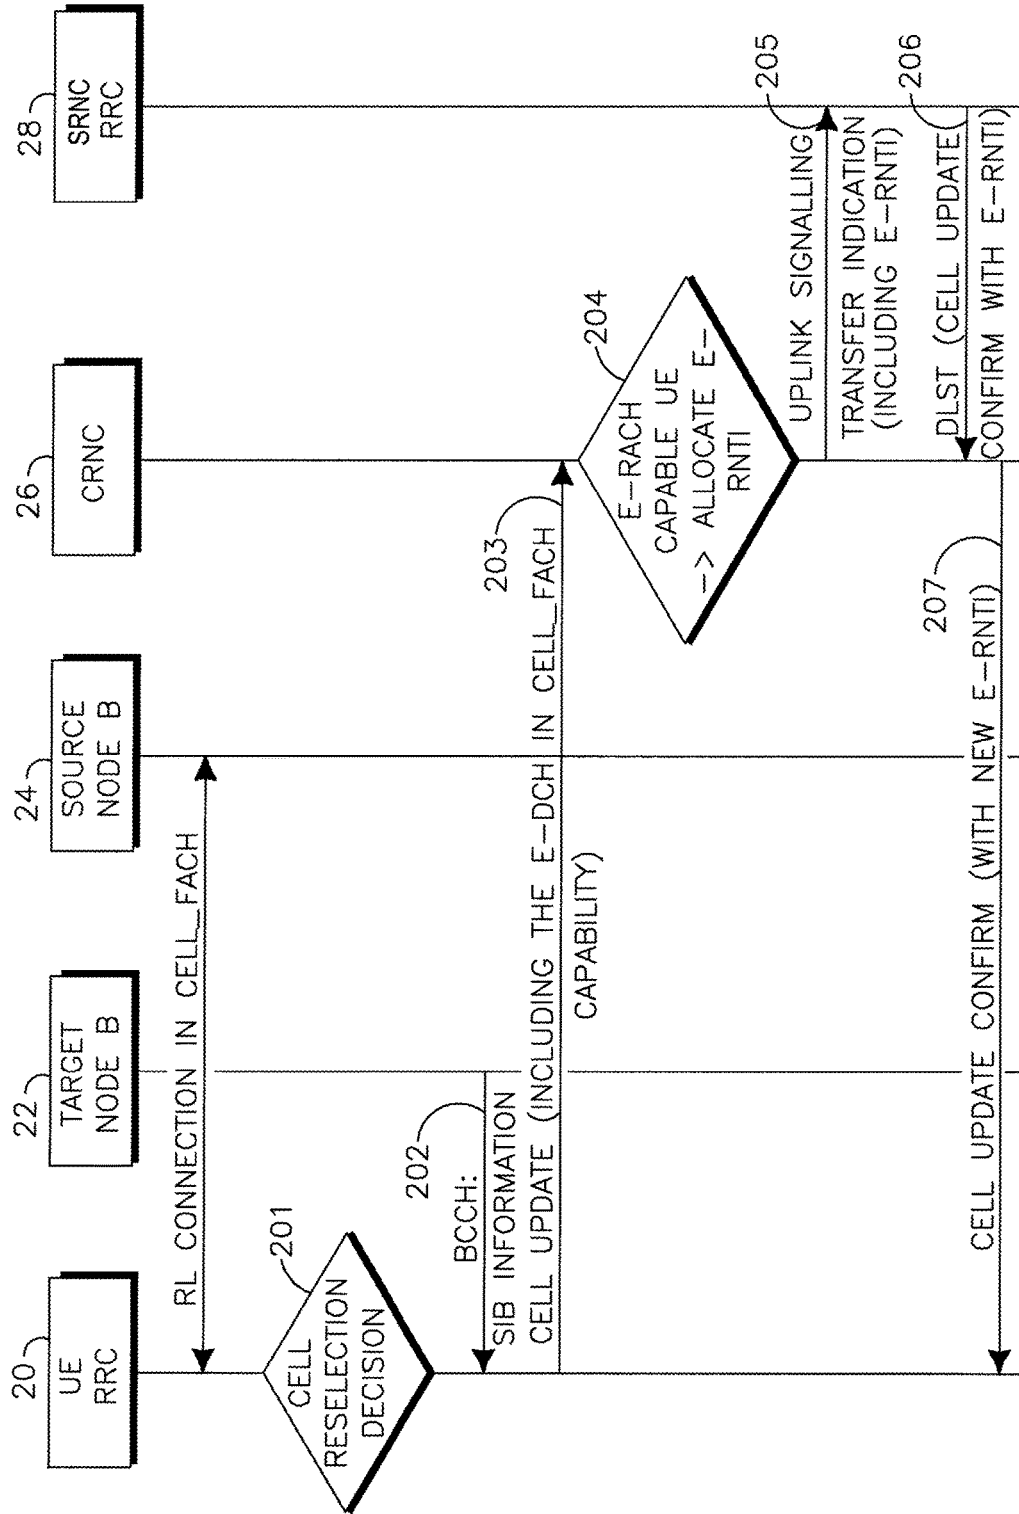 20
UE
RRC
22
TARGET
NODE B
24
SOURCE
NODE B
26
CRNC
28
SRNC
RRC
RL CONNECTION IN CELL_FACH
201
CELL
RESELECTION
DECISION
202
BCCH:
SIB INFORMATION
203
CELL UPDATE (INCLUDING THE E-DCH IN CELL_FACH
CAPABILITY)
204
E-RACH
CAPABLE UE
-> ALLOCATE E-
RNTI
205
UPLINK SIGNALLING
TRANSFER INDICATION
(INCLUDING E-RNTI)
206
DLST (CELL UPDATE
CONFIRM WITH E-RNTI)
207
CELL UPDATE CONFIRM (WITH NEW E-RNTI)